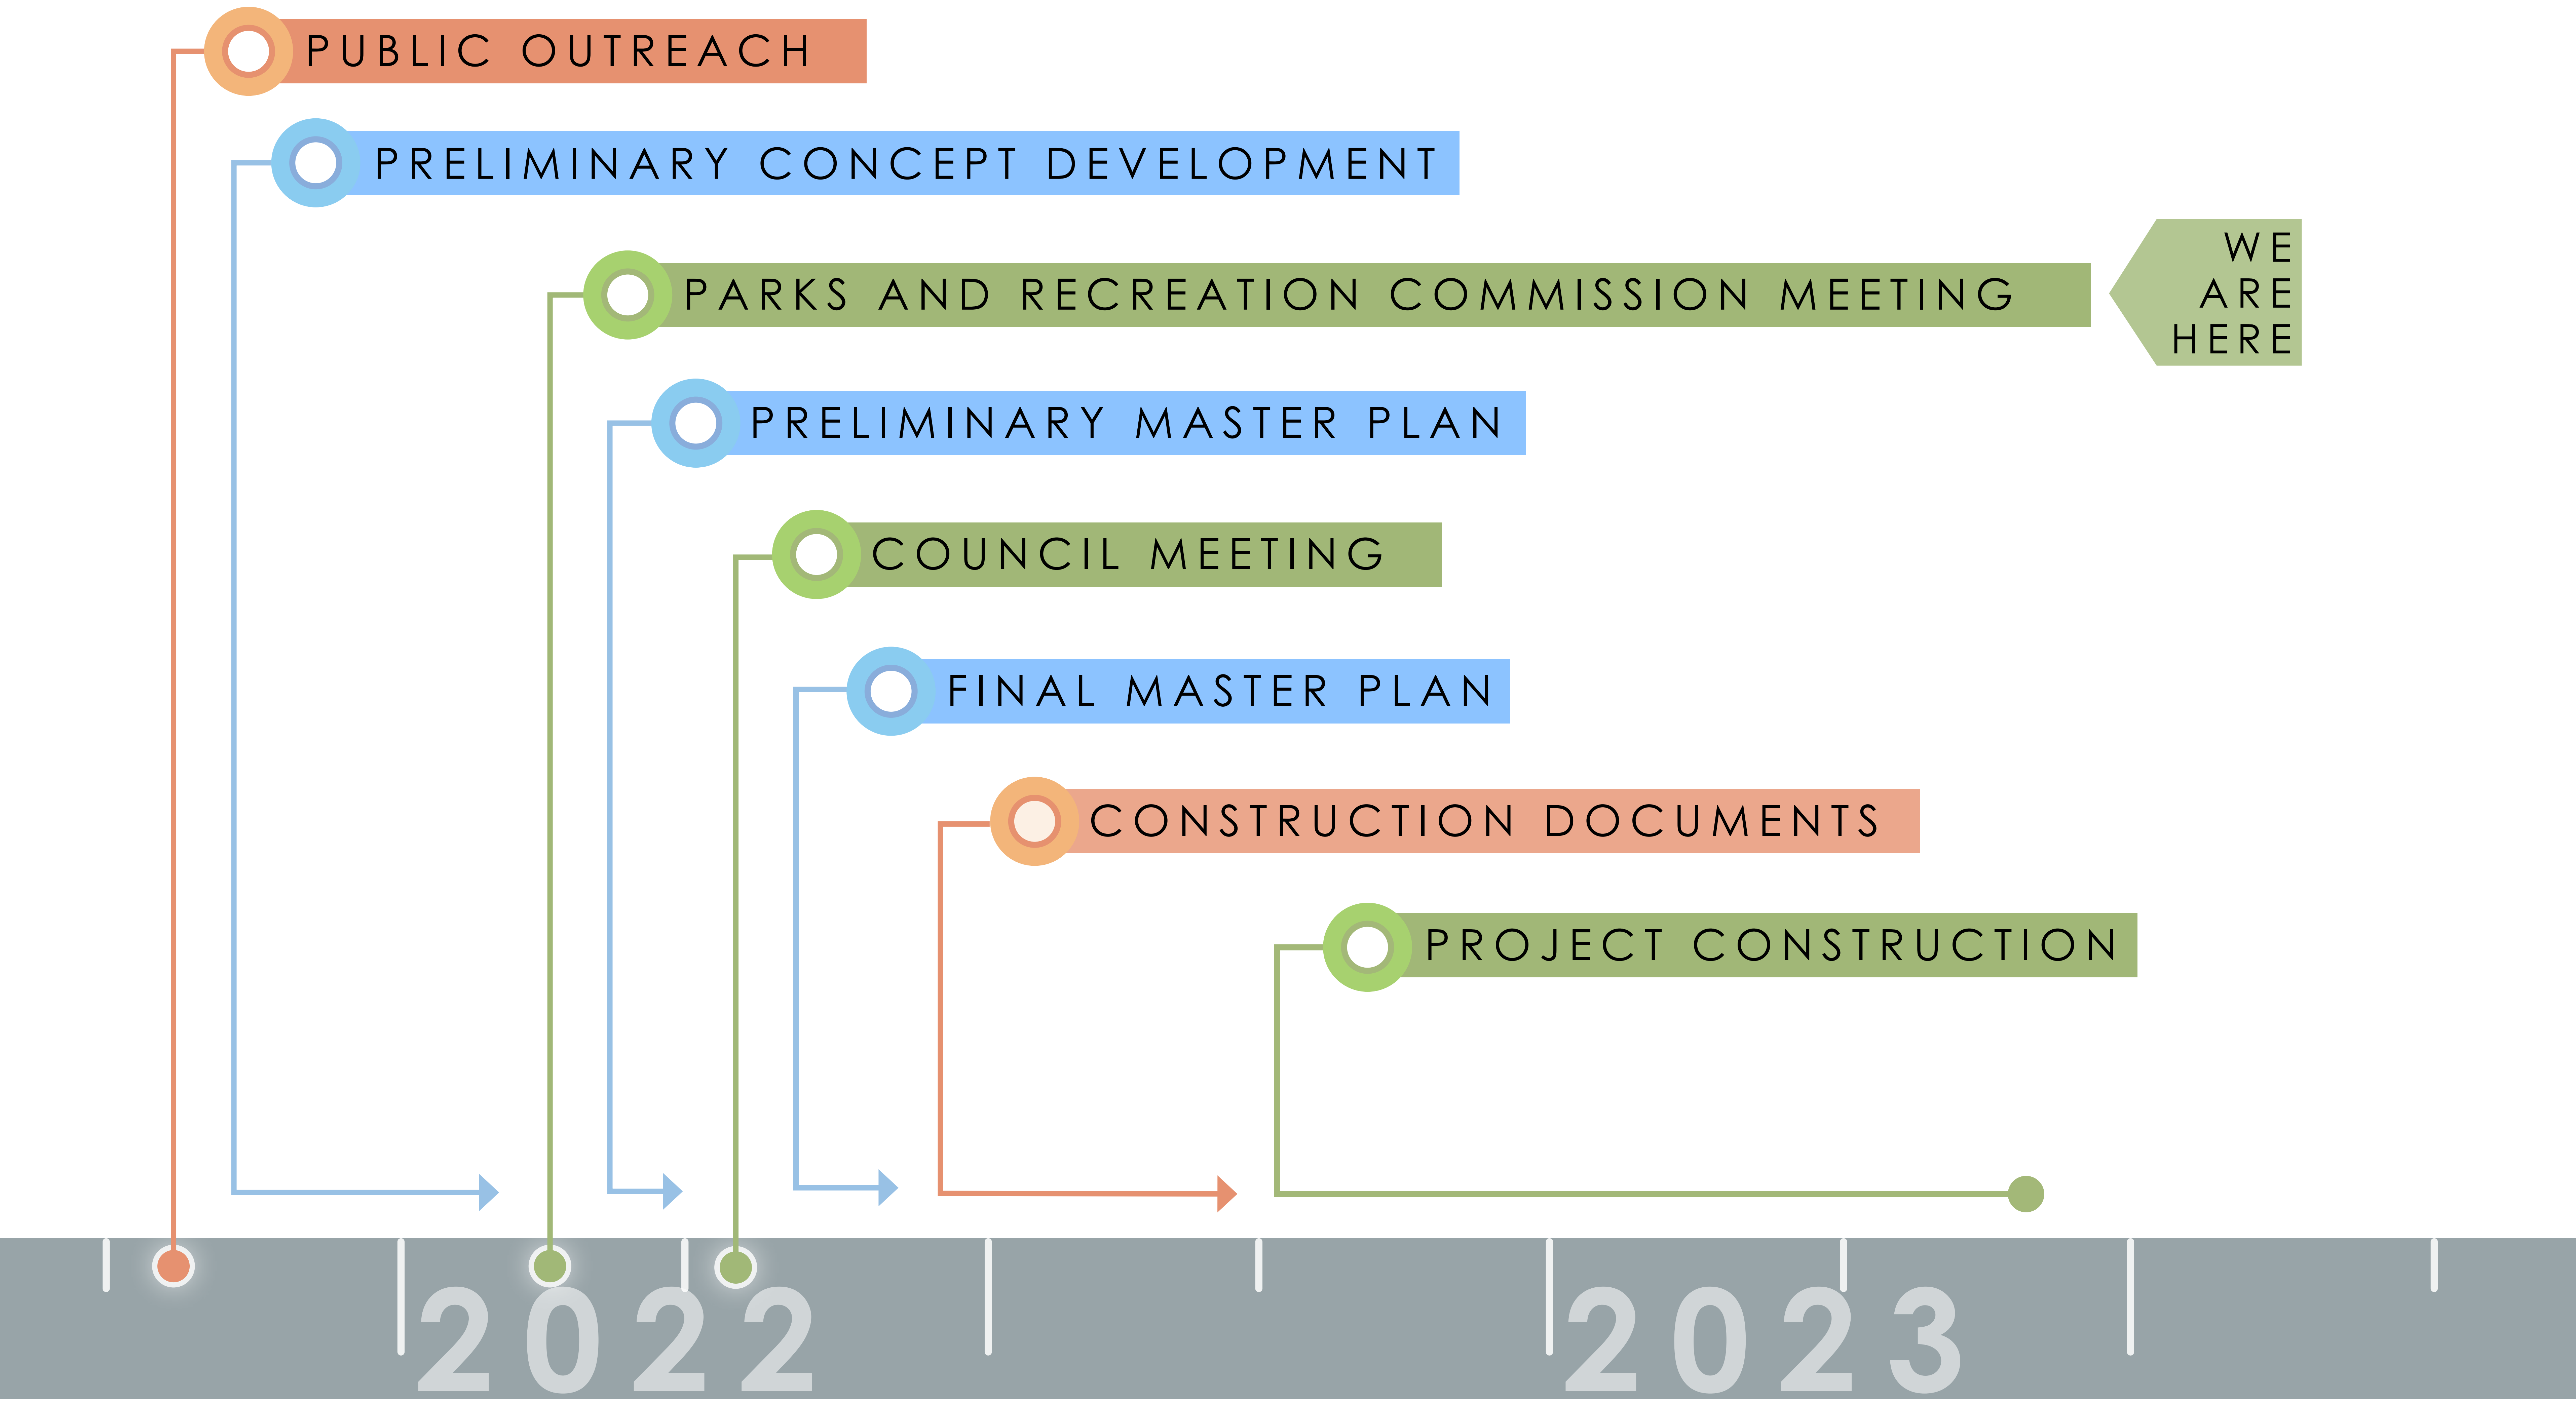 PUBLIC OUTREACH
PRELIMINARY CONCEPT DEVELOPMENT
WE
ARE
HERE
PARKS AND RECREATION COMMISSION MEETING
PRELIMINARY MASTER PLAN
COUNCIL MEETING
FINAL MASTER PLAN
CONSTRUCTION DOCUMENTS
PROJECT CONSTRUCTION
2022
2023